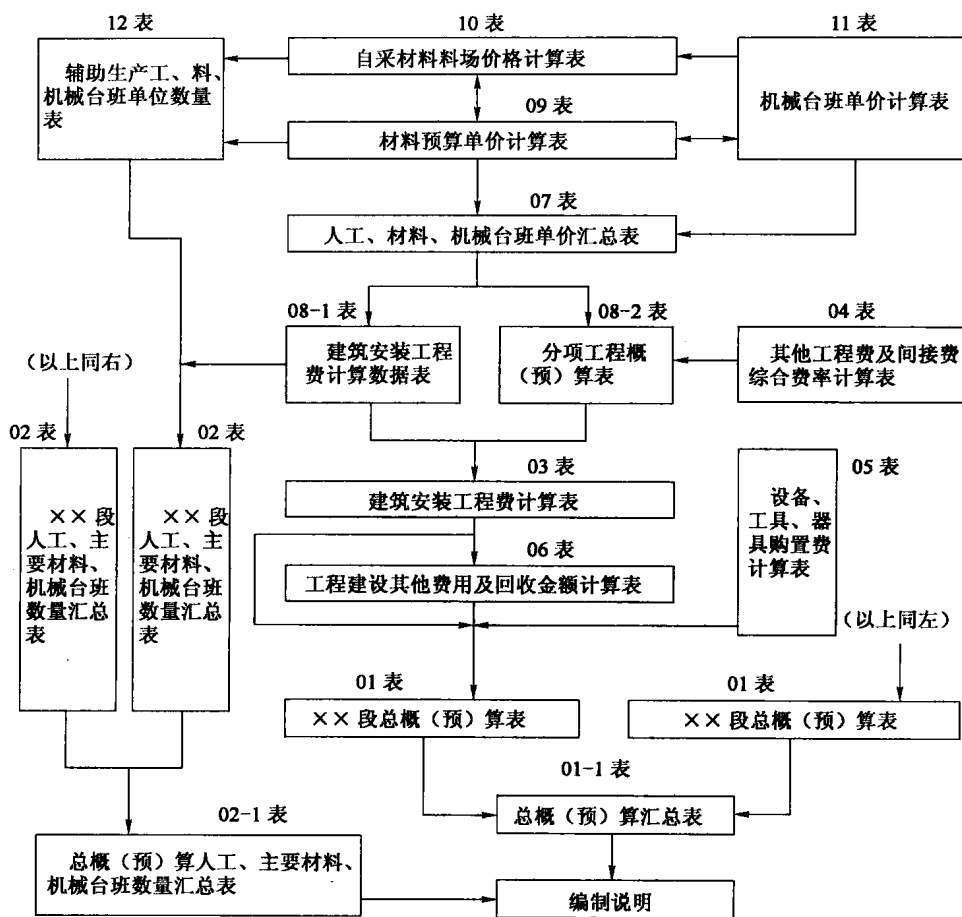 12 表
10 表
11 表
辅助生产工、料、
机械台班单位数量
表
自采材料料场价格计算表
09 表
材料预算单价计算表
机械台班单价计算表
07 表
人工、材料、机械台班单价汇总表
08-1 表
08-2 表
04 表
(以上同右)
建筑安装工程
费计算数据表
分项工程概
(预)算表
其他工程费及间接费
综合费率计算表
02 表
02 表
××段
人工、主
要材料、
机械台班
数量汇总
表
××段
人工、主
要材料、
机械台班
数量汇总
表
03 表
建筑安装工程费计算表
06 表
工程建设其他费用及回收金额计算表
05 表
设备、
工具、器
具购置费
计算表
(以上同左)
01 表
××段总概(预)算表
01 表
××段总概(预)算表
01-1 表
总概(预)算汇总表
02-1 表
总概(预)算人工、主要材料、
机械台班数量汇总表
编制说明